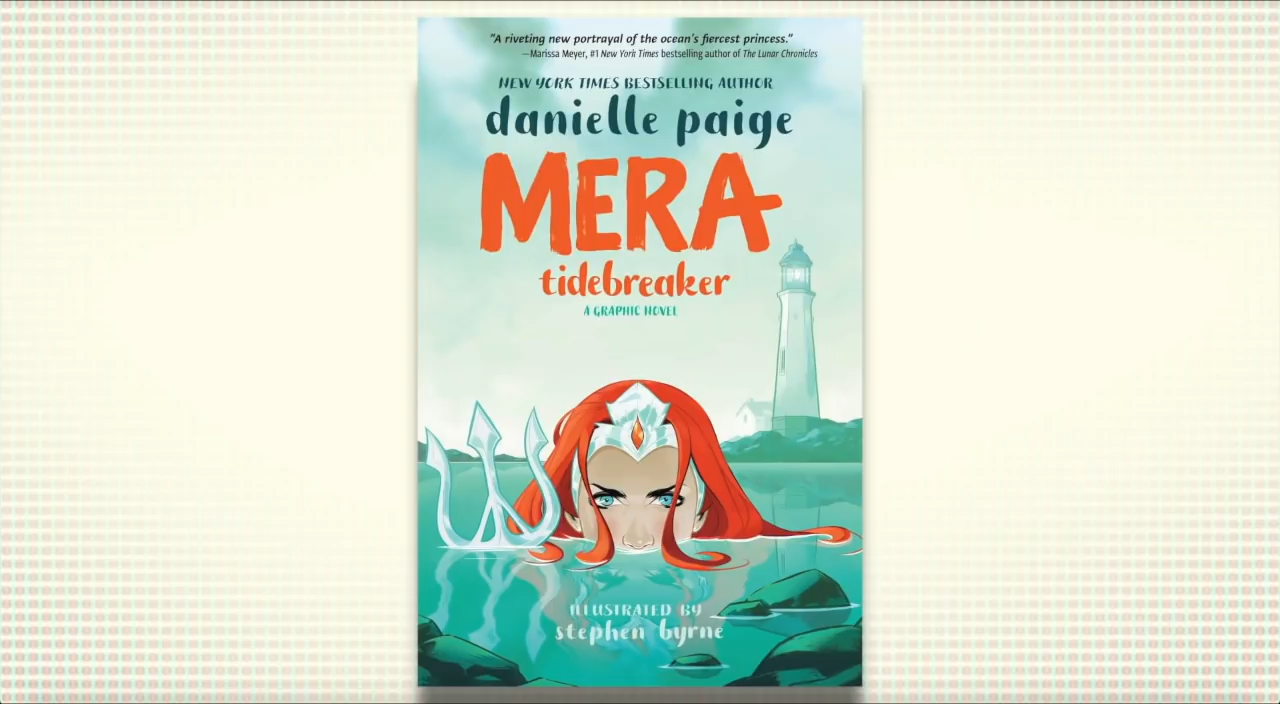 "A riveting new portrayal of the ocean's fiercest princess."
—Marissa Meyer, #1 New York Times bestselling author of The Lunar Chronicles
NEW YORK TIMES BESTSELLING AUTHOR
danielle paige
MERA
tidebreaker
A GRAPHIC NOVEL
ILLUSTRATED BY
stephen byrne